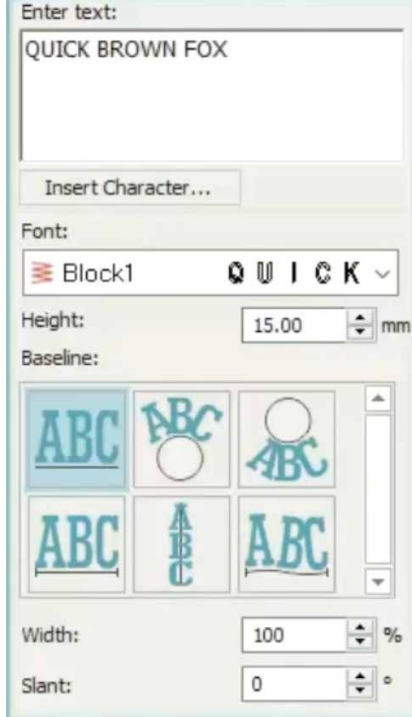 Enter text:
QUICK BROWN FOX
Insert Character...
Font:
Block1 QUICK
Height: 15.00 mm
Baseline:
ABC ABC ABC
ABC ABC ABC
Width: 100 %
Slant: 0 °